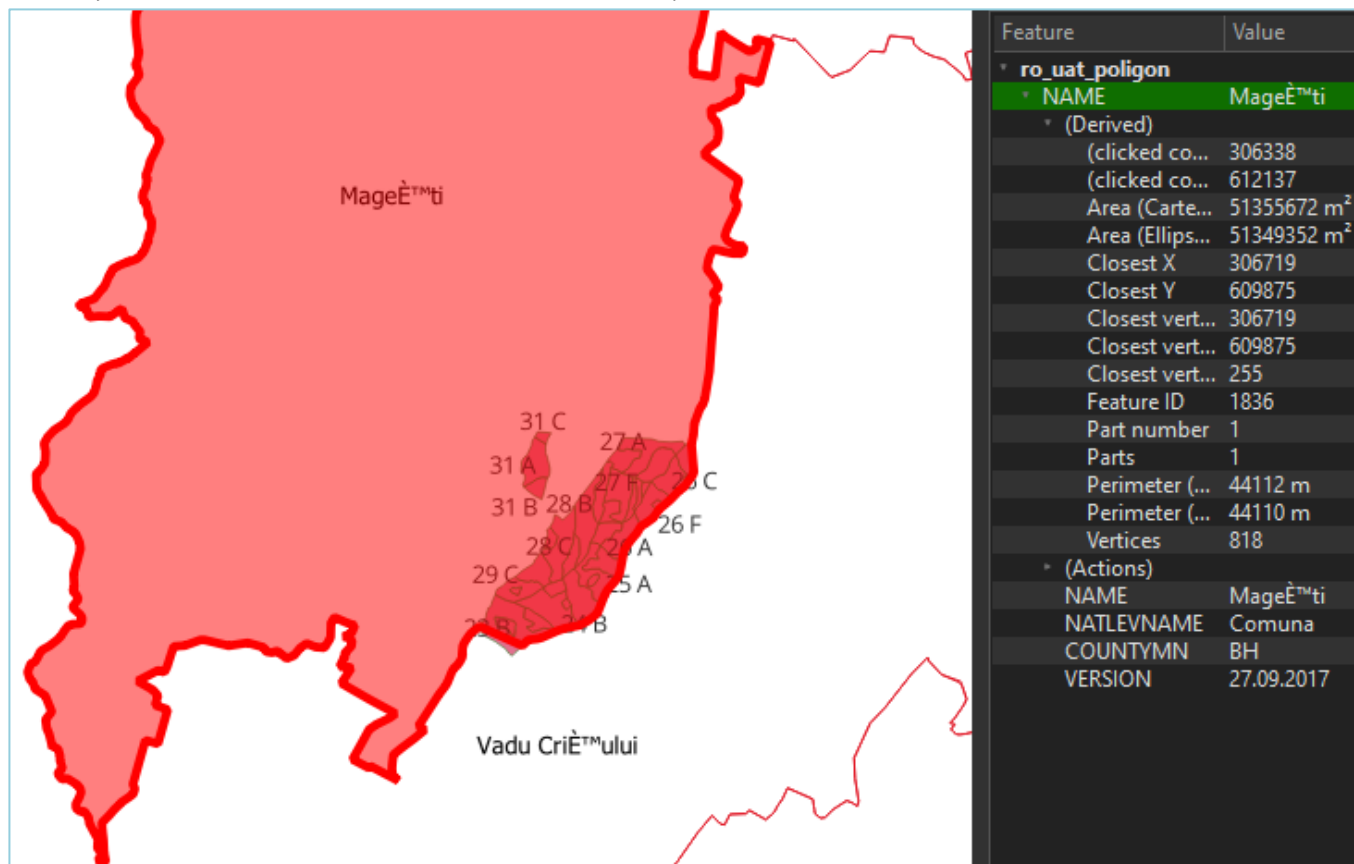 MageÈ™ti
31 C
27 A
31 A
27 F
31 B
28 B
26 F
28 C
29 C
25 A
Vadu CriÈ™ului
Feature Value
ro_uat_poligon
NAME MageÈ™ti
(Derived)
(clicked co... 306338
(clicked co... 612137
Area (Carte... 51355672 m²
Area (Ellips... 51349352 m²
Closest X 306719
Closest Y 609875
Closest vert... 306719
Closest vert... 609875
Closest vert... 255
Feature ID 1836
Part number 1
Parts 1
Perimeter (... 44112 m
Perimeter (... 44110 m
Vertices 818
(Actions)
NAME MageÈ™ti
NATLEVNAME Comuna
COUNTYMN BH
VERSION 27.09.2017